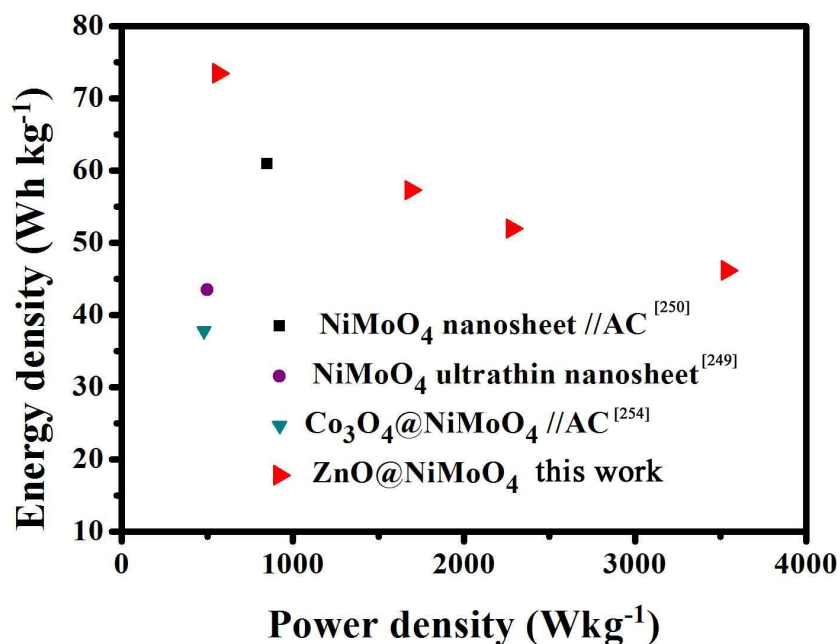 80
70
60
50
40
30
20
10
Energy density (Wh kg⁻¹)
NiMoO₄ nanosheet //AC [250]
NiMoO₄ ultrathin nanosheet [249]
Co₃O₄@NiMoO₄ //AC [254]
ZnO@NiMoO₄ this work
0 1000 2000 3000 4000
Power density (Wkg⁻¹)